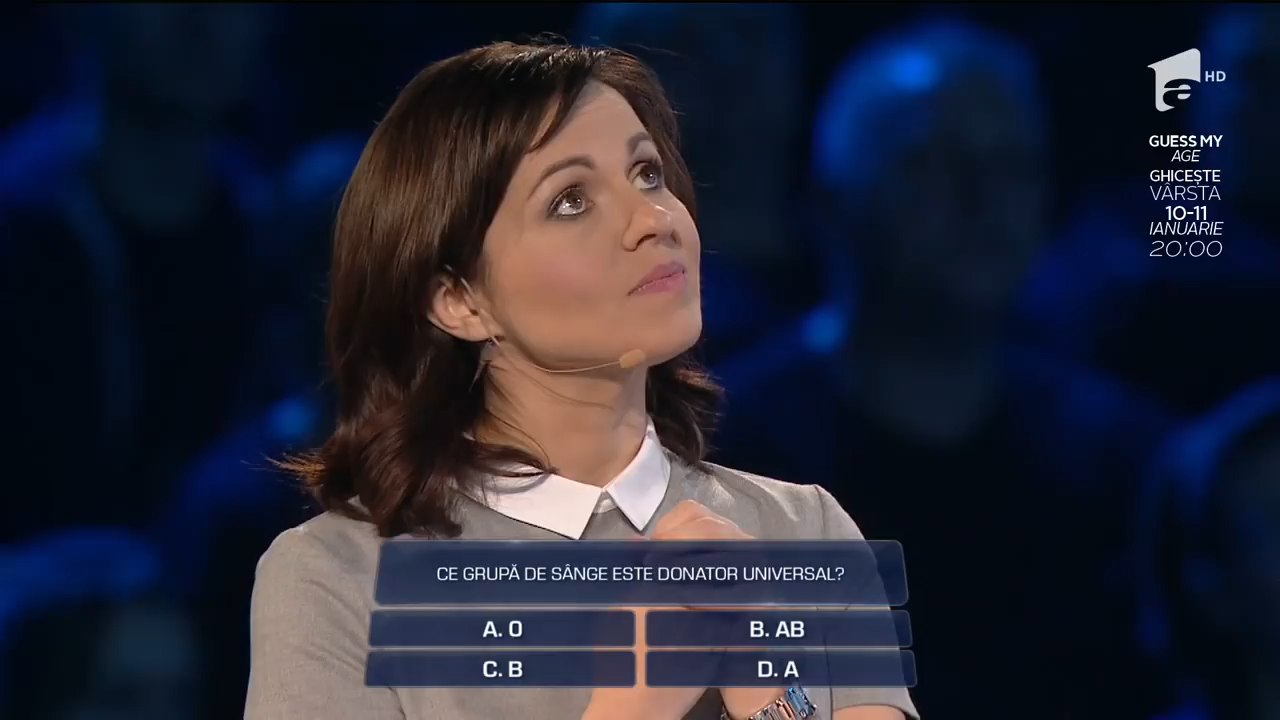 HD
GUESS MY
AGE
GHICEȘTE
VÂRSTA
10-11
IANUARIE
20:00
CE GRUPĂ DE SÂNGE ESTE DONATOR UNIVERSAL?
A. 0
B. AB
C. B
D. A